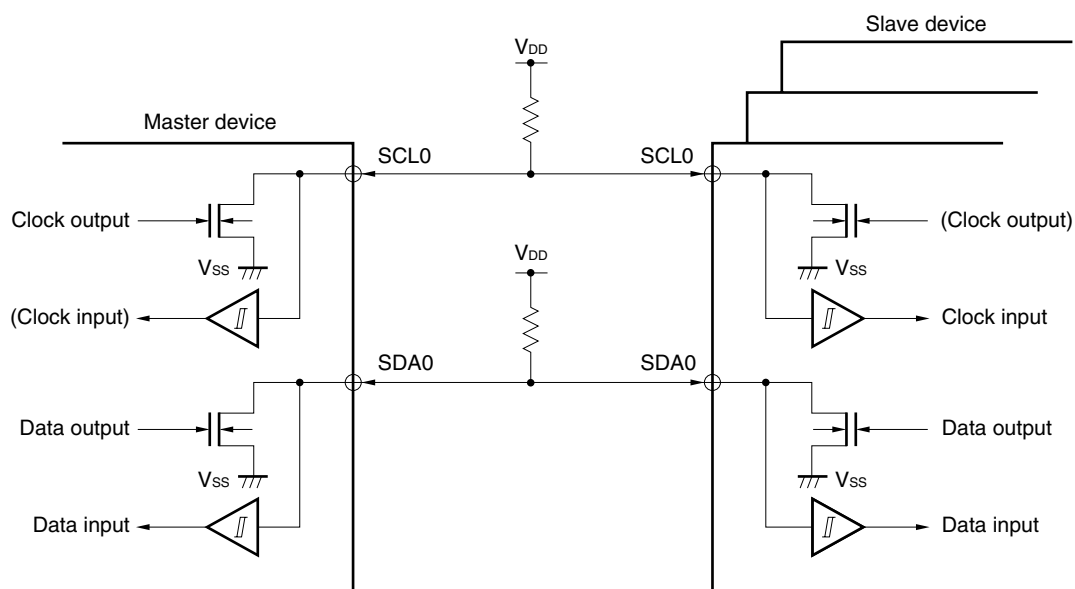 Slave device
VDD
Master device
SCL0 SCL0
Clock output (Clock output)
VSS VSS
VDD
(Clock input) Clock input
SDA0 SDA0
Data output Data output
VSS VSS
Data input Data input